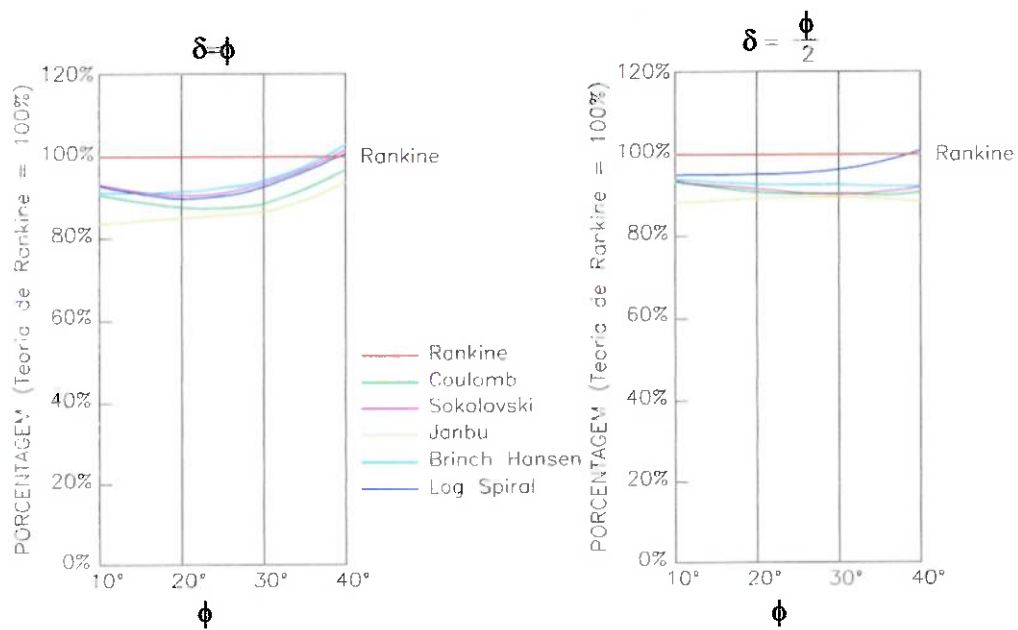 δ=ϕ
120%
100%
80%
60%
40%
20%
0%
10°
20°
30°
40°
ϕ
PORCENTAGEM (Teoria de Rankine = 100%)
Rankine
Rankine
Coulomb
Sokolovski
Janbu
Brinch Hansen
Log Spiral
δ = ϕ/2
120%
100%
80%
60%
40%
20%
0%
10°
20°
30°
40°
ϕ
PORCENTAGEM (Teoria de Rankine = 100%)
Rankine